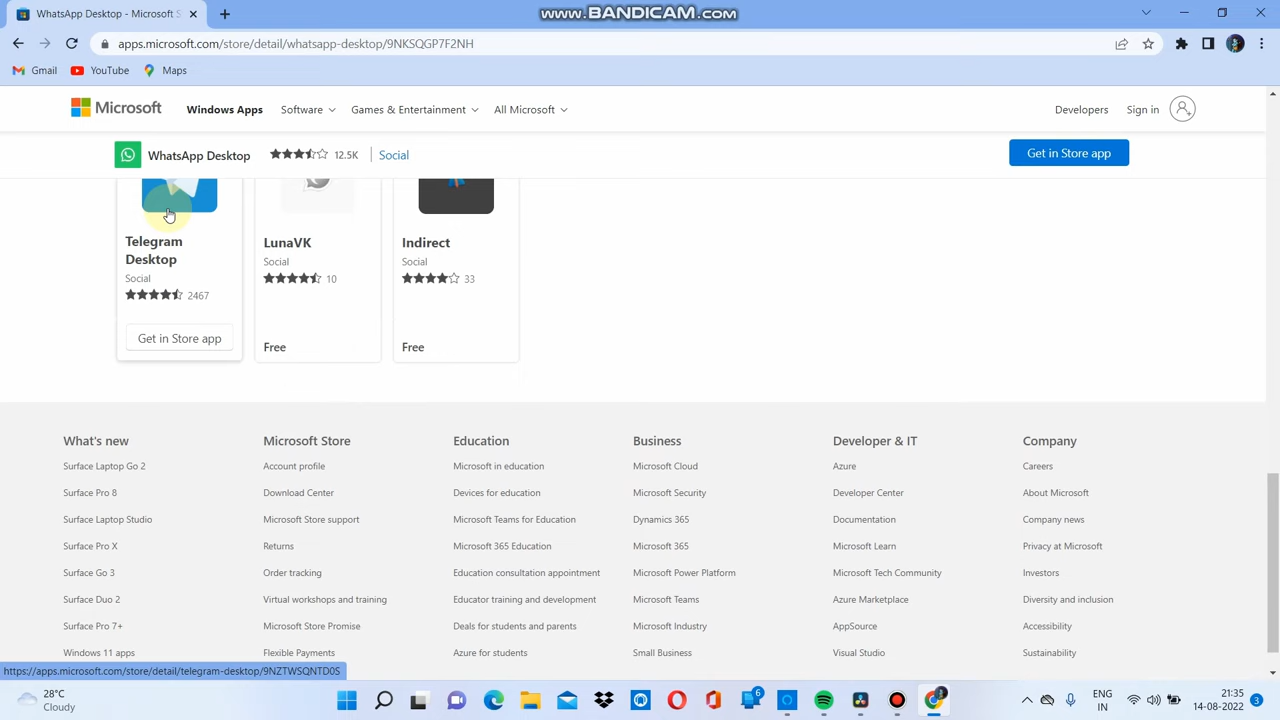 WhatsApp Desktop - Microsoft S
www.BANDICAM.com
apps.microsoft.com/store/detail/whatsapp-desktop/9NKSQGP7F2NH
Gmail YouTube Maps
Microsoft Windows Apps Software Games & Entertainment All Microsoft Developers Sign in
WhatsApp Desktop 12.5K Social Get in Store app
Telegram Desktop
Social
2467
Get in Store app
LunaVK
Social
10
Free
Indirect
Social
33
Free
What's new
Surface Laptop Go 2
Surface Pro 8
Surface Laptop Studio
Surface Pro X
Surface Go 3
Surface Duo 2
Surface Pro 7+
Windows 11 apps
Microsoft Store
Account profile
Download Center
Microsoft Store support
Returns
Order tracking
Virtual workshops and training
Microsoft Store Promise
Flexible Payments
Education
Microsoft in education
Devices for education
Microsoft Teams for Education
Microsoft 365 Education
Education consultation appointment
Educator training and development
Deals for students and parents
Azure for students
Business
Microsoft Cloud
Microsoft Security
Dynamics 365
Microsoft 365
Microsoft Power Platform
Microsoft Teams
Microsoft Industry
Small Business
Developer & IT
Azure
Developer Center
Documentation
Microsoft Learn
Microsoft Tech Community
Azure Marketplace
AppSource
Visual Studio
Company
Careers
About Microsoft
Company news
Privacy at Microsoft
Investors
Diversity and inclusion
Accessibility
Sustainability
https://apps.microsoft.com/store/detail/telegram-desktop/9NZTWSQNTD0S
28°C
Cloudy
6
ENG
IN
21:35
14-08-2022
3